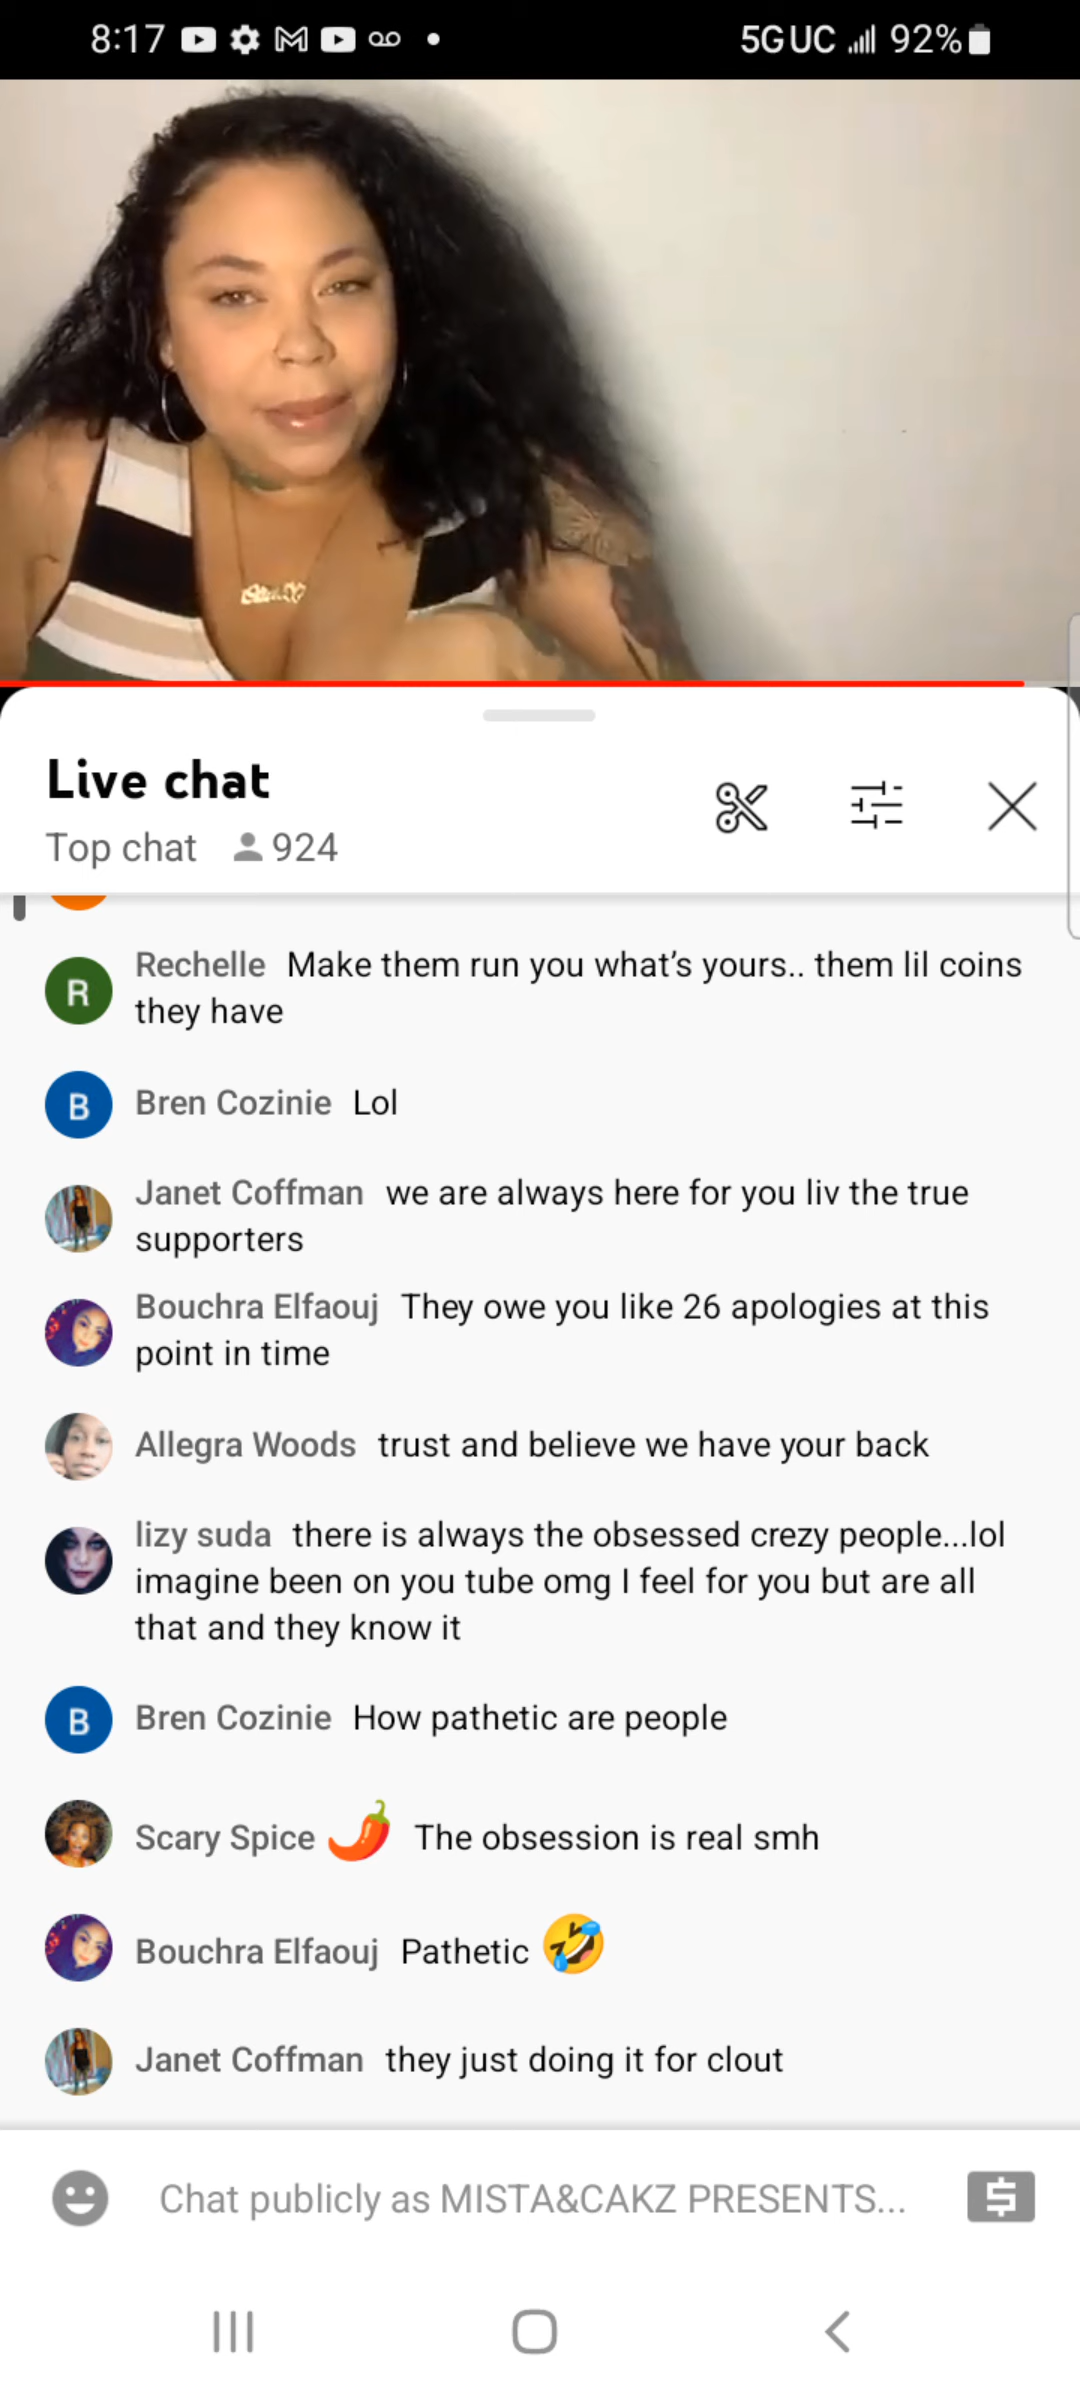 8:17
5G UC 92%
Live chat
Top chat 924
Rechelle Make them run you what’s yours.. them lil coins
they have
R
B
Bren Cozinie Lol
Janet Coffman we are always here for you liv the true
supporters
Bouchra Elfaouj They owe you like 26 apologies at this
point in time
Allegra Woods trust and believe we have your back
lizy suda there is always the obsessed crezy people...lol
imagine been on you tube omg I feel for you but are all
that and they know it
B
Bren Cozinie How pathetic are people
Scary Spice 🌶️ The obsession is real smh
Bouchra Elfaouj Pathetic 🤣
Janet Coffman they just doing it for clout
Chat publicly as MISTA&CAKZ PRESENTS...